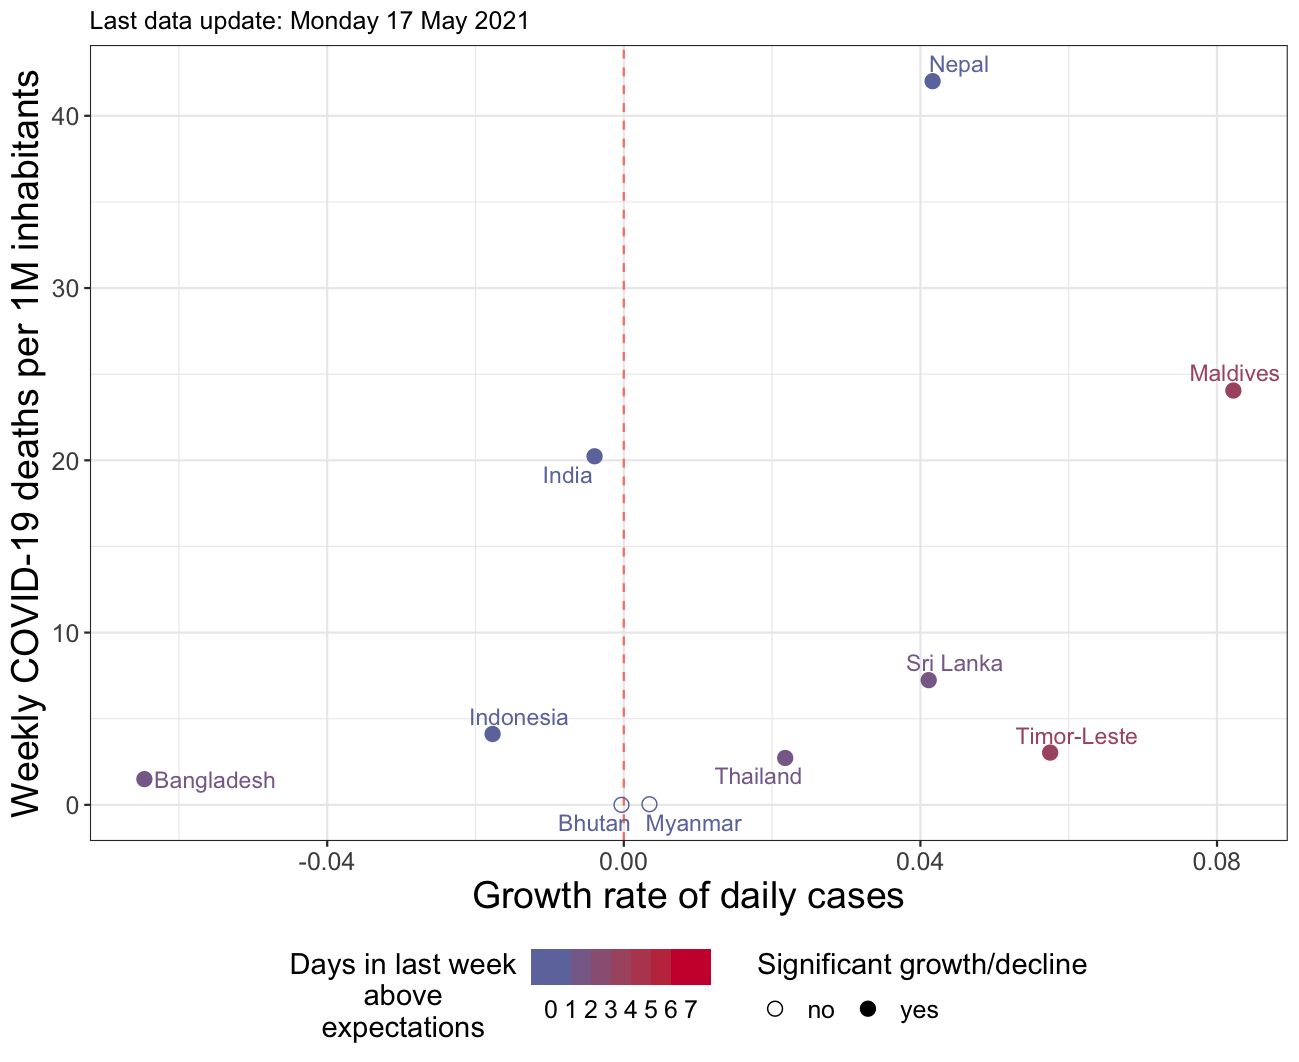 Last data update: Monday 17 May 2021
Weekly COVID-19 deaths per 1M inhabitants
40
30
20
10
0
Nepal
Maldives
India
Sri Lanka
Indonesia
Timor-Leste
Thailand
Bangladesh
Bhutan
Myanmar
-0.04
0.00
0.04
0.08
Growth rate of daily cases
Days in last week
above
expectations
0 1 2 3 4 5 6 7
Significant growth/decline
no
yes